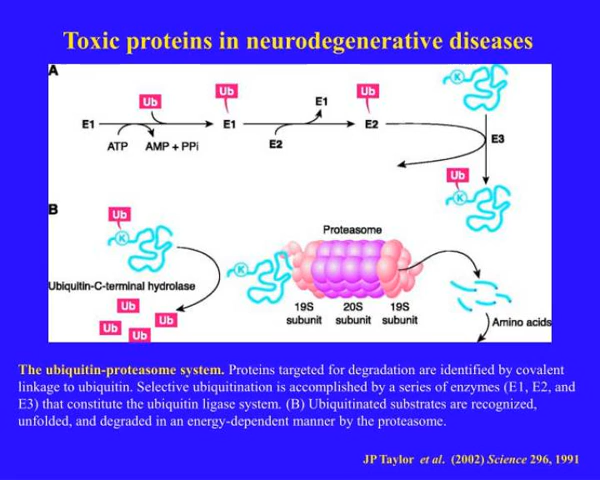 Toxic proteins in neurodegenerative diseases
A
Ub
Ub
Ub
E1
K
E1
E1
E2
E3
ATP
AMP + PPi
E2
Ub
K
B
Ub
K
Proteasome
K
Ubiquitin-C-terminal hydrolase
Ub
Ub
Ub
Ub
19S
subunit
20S
subunit
19S
subunit
Amino acids
The ubiquitin-proteasome system. Proteins targeted for degradation are identified by covalent
linkage to ubiquitin. Selective ubiquitination is accomplished by a series of enzymes (E1, E2, and
E3) that constitute the ubiquitin ligase system. (B) Ubiquitinated substrates are recognized,
unfolded, and degraded in an energy-dependent manner by the proteasome.
JP Taylor et al. (2002) Science 296, 1991